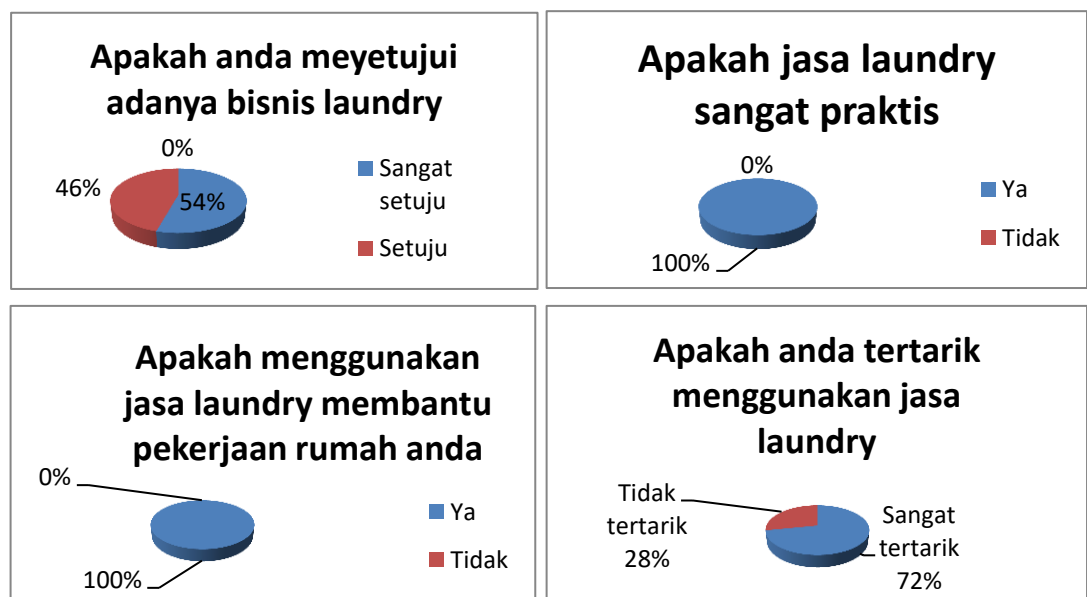 Apakah anda meyetujui
adanya bisnis laundry
0%
46%
54%
Sangat
setuju
Setuju
Apakah jasa laundry
sangat praktis
0%
100%
Ya
Tidak
Apakah menggunakan
jasa laundry membantu
pekerjaan rumah anda
0%
100%
Ya
Tidak
Apakah anda tertarik
menggunakan jasa
laundry
Tidak
tertarik
28%
Sangat
tertarik
72%